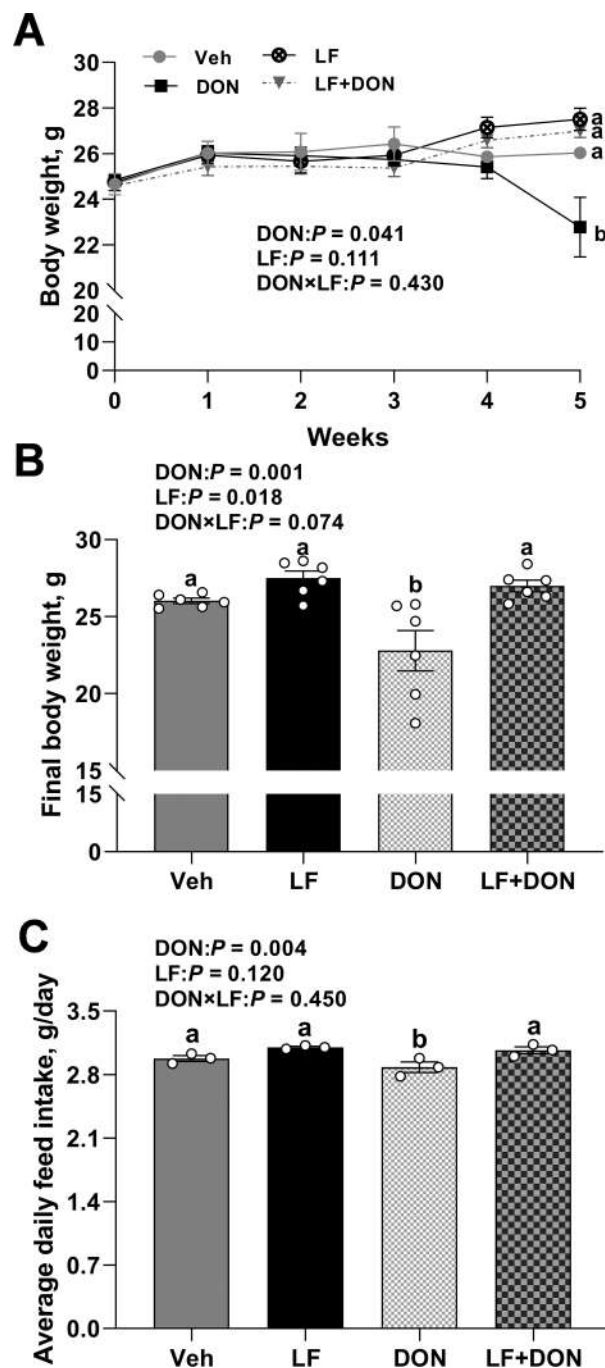 A
Veh
LF
DON
LF+DON
Body weight, g
30
28
26
24
22
20
20
10
0
a
a
a
b
DON:P = 0.041
LF:P = 0.111
DON×LF:P = 0.430
0 1 2 3 4 5
Weeks
B
DON:P = 0.001
LF:P = 0.018
DON×LF:P = 0.074
Final body weight, g
30
25
20
15
15
0
a a b a
Veh LF DON LF+DON
C
DON:P = 0.004
LF:P = 0.120
DON×LF:P = 0.450
Average daily feed intake, g/day
3.5
2.8
2.1
1.4
0.7
0.0
a a b a
Veh LF DON LF+DON